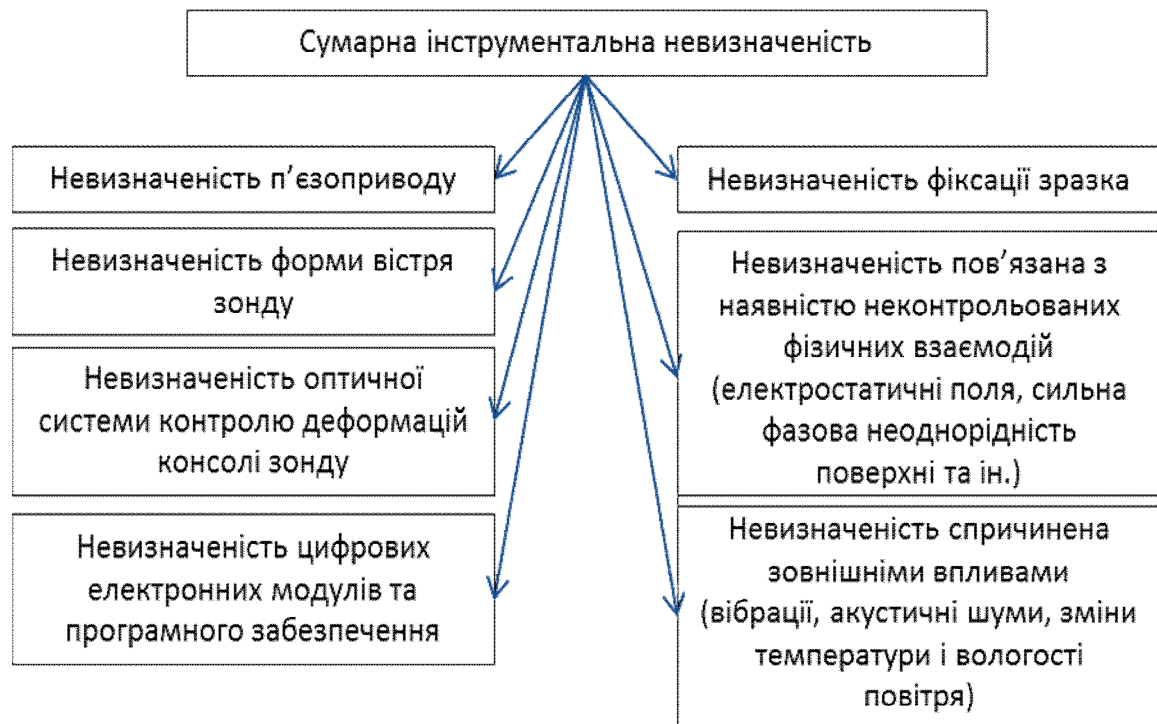 Сумарна інструментальна невизначеність
Невизначеність п’єзоприводу
Невизначеність форми вістря
зонду
Невизначеність оптичної
системи контролю деформацій
консолі зонду
Невизначеність цифрових
електронних модулів та
програмного забезпечення
Невизначеність фіксації зразка
Невизначеність пов’язана з
наявністю неконтрольованих
фізичних взаємодій
(електростатичні поля, сильна
фазова неоднорідність
поверхні та ін.)
Невизначеність спричинена
зовнішніми впливами
(вібрації, акустичні шуми, зміни
температури і вологості
повітря)